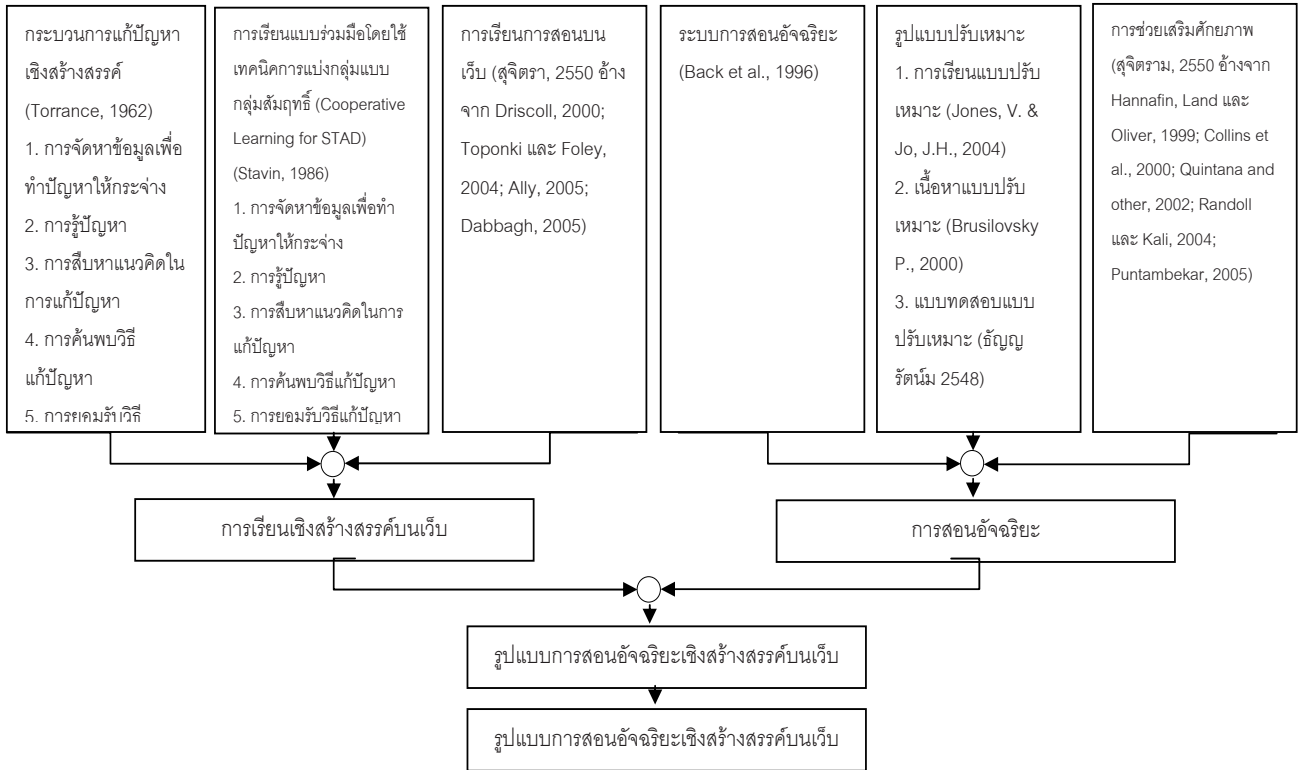 กระบวนการแก้ปัญหา
เชิงสร้างสรรค์
(Torrance, 1962)
1. การจัดหาข้อมูลเพื่อ
ทำปัญหาให้กระจ่าง
2. การรู้ปัญหา
3. การสืบหาแนวคิดใน
การแก้ปัญหา
4. การค้นพบวิธี
แก้ปัญหา
5. การยอมรับวิธี
การเรียนแบบร่วมมือโดยใช้
เทคนิคการแบ่งกลุ่มแบบ
กลุ่มสัมฤทธิ์ (Cooperative
Learning for STAD)
(Stavin, 1986)
1. การจัดหาข้อมูลเพื่อทำ
ปัญหาให้กระจ่าง
2. การรู้ปัญหา
3. การสืบหาแนวคิดในการ
แก้ปัญหา
4. การค้นพบวิธีแก้ปัญหา
5. การยอมรับวิธีแก้ปัญหา
การเรียนการสอนบน
เว็บ (สุจิตรา, 2550 อ้าง
จาก Driscoll, 2000;
Toponki และ Foley,
2004; Ally, 2005;
Dabbagh, 2005)
ระบบการสอนอัจฉริยะ
(Back et al., 1996)
รูปแบบปรับเหมาะ
1. การเรียนแบบปรับ
เหมาะ (Jones, V. &
Jo, J.H., 2004)
2. เนื้อหาแบบปรับ
เหมาะ (Brusilovsky
P., 2000)
3. แบบทดสอบแบบ
ปรับเหมาะ (ธัญญ
รัตน์ม 2548)
การช่วยเสริมศักยภาพ
(สุจิตราม, 2550 อ้างจาก
Hannafin, Land และ
Oliver, 1999; Collins et
al., 2000; Quintana and
other, 2002; Randoll
และ Kali, 2004;
Puntambekar, 2005)
การเรียนเชิงสร้างสรรค์บนเว็บ
การสอนอัจฉริยะ
รูปแบบการสอนอัจฉริยะเชิงสร้างสรรค์บนเว็บ
รูปแบบการสอนอัจฉริยะเชิงสร้างสรรค์บนเว็บ